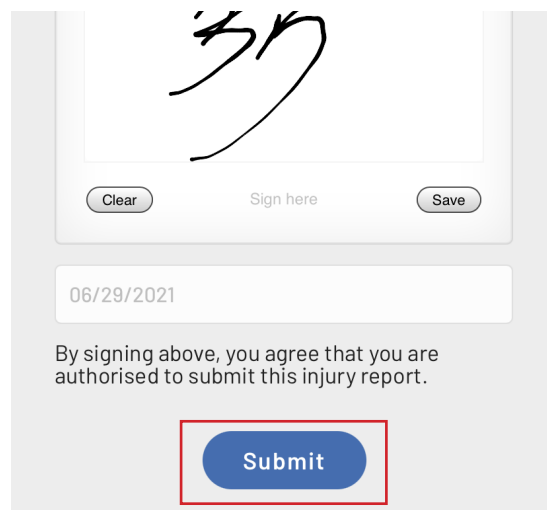 Clear Sign here Save
06/29/2021
By signing above, you agree that you are
authorised to submit this injury report.
Submit